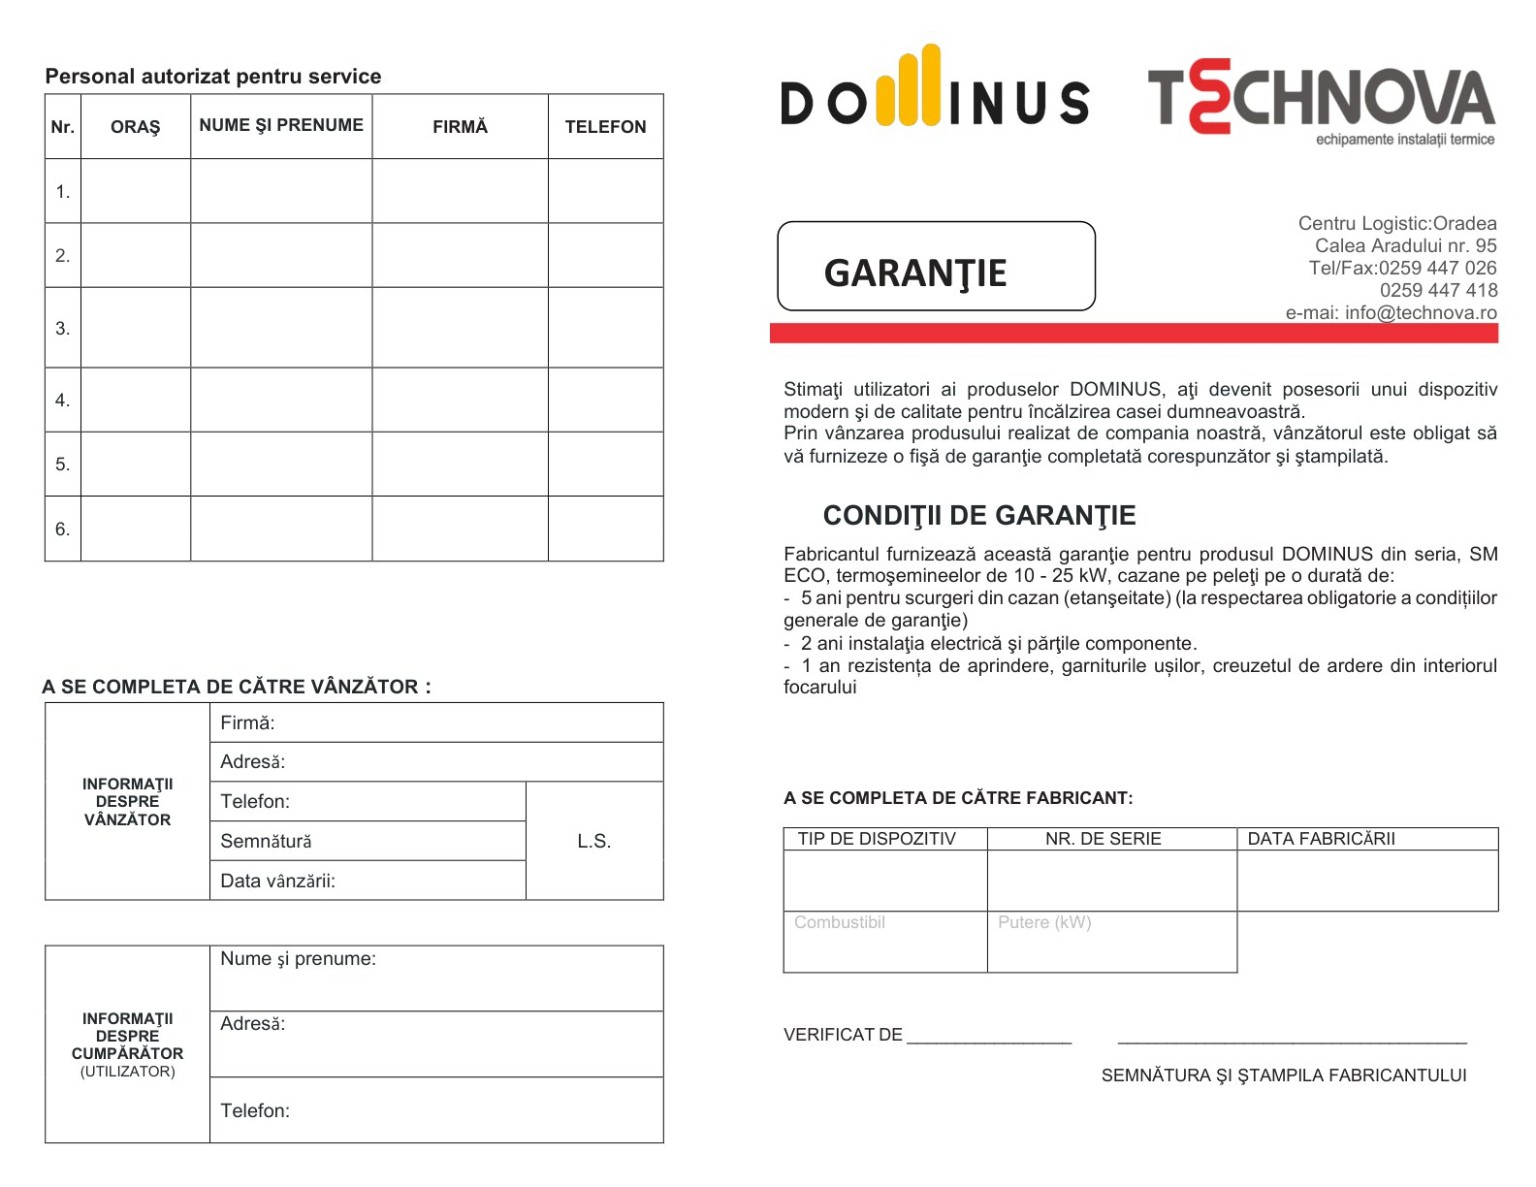 Personal autorizat pentru service
Nr. ORAŞ NUME ŞI PRENUME FIRMĂ TELEFON
1.
2.
3.
4.
5.
6.
A SE COMPLETA DE CĂTRE VÂNZĂTOR :
INFORMAŢII
DESPRE
VÂNZĂTOR
Firmă:
Adresă:
Telefon:
Semnătură
Data vânzării:
L.S.
INFORMAŢII
DESPRE
CUMPĂRĂTOR
(UTILIZATOR)
Nume şi prenume:
Adresă:
Telefon:
DOMINUS
TECHNOVA
echipamente instalaţii termice
GARANŢIE
Centru Logistic:Oradea
Calea Aradului nr. 95
Tel/Fax:0259 447 026
0259 447 418
e-mai: info@technova.ro
Stimaţi utilizatori ai produselor DOMINUS, aţi devenit posesorii unui dispozitiv
modern şi de calitate pentru încălzirea casei dumneavoastră.
Prin vânzarea produsului realizat de compania noastră, vânzătorul este obligat să
vă furnizeze o fişă de garanţie completată corespunzător şi ştampilată.
CONDIŢII DE GARANŢIE
Fabricantul furnizează această garanţie pentru produsul DOMINUS din seria, SM
ECO, termoşemineelor de 10 - 25 kW, cazane pe peleţi pe o durată de:
- 5 ani pentru scurgeri din cazan (etanşeitate) (la respectarea obligatorie a condițiilor
generale de garanţie)
- 2 ani instalaţia electrică şi părţile componente.
- 1 an rezistența de aprindere, garniturile ușilor, creuzetul de ardere din interiorul
focarului
A SE COMPLETA DE CĂTRE FABRICANT:
TIP DE DISPOZITIV NR. DE SERIE DATA FABRICĂRII
Combustibil Putere (kW)
VERIFICAT DE _________________ ____________________________________
SEMNĂTURA ŞI ŞTAMPILA FABRICANTULUI